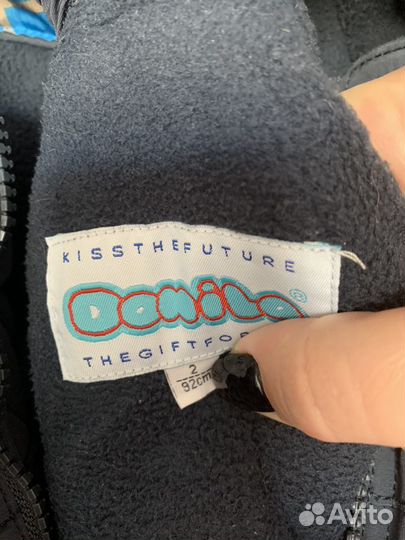 KISSTHEFUTURE
DONiLO®
THEGIFTFOR
2
92cm
Avito